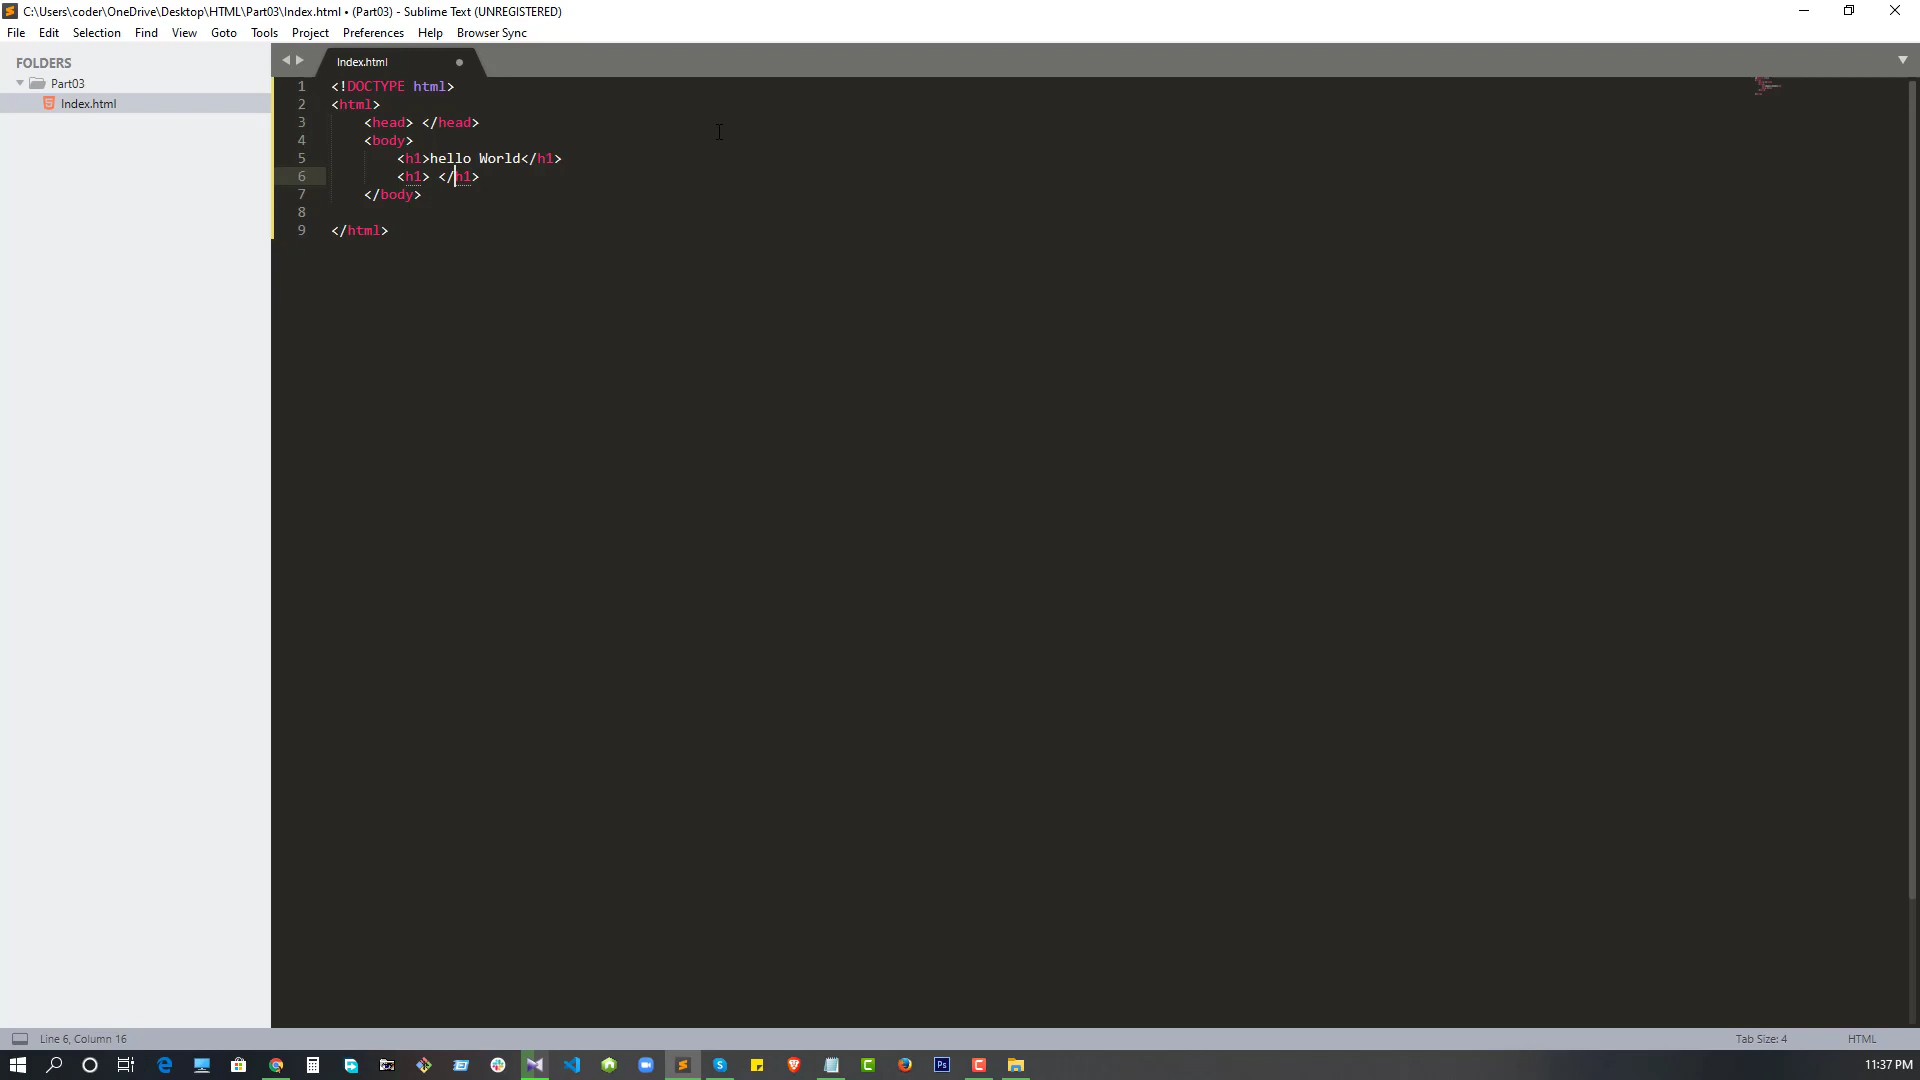 C:\Users\coder\OneDrive\Desktop\HTML\Part03\Index.html • (Part03) - Sublime Text (UNREGISTERED)
File Edit Selection Find View Goto Tools Project Preferences Help Browser Sync
FOLDERS
Part03
Index.html
Index.html
1 <!DOCTYPE html>
2 <html>
3 <head> </head>
4 <body>
5 <h1>hello World</h1>
6 <h1> </h1>
7 </body>
8
9 </html>
Line 6, Column 16
Tab Size: 4
HTML
Ps
11:37 PM